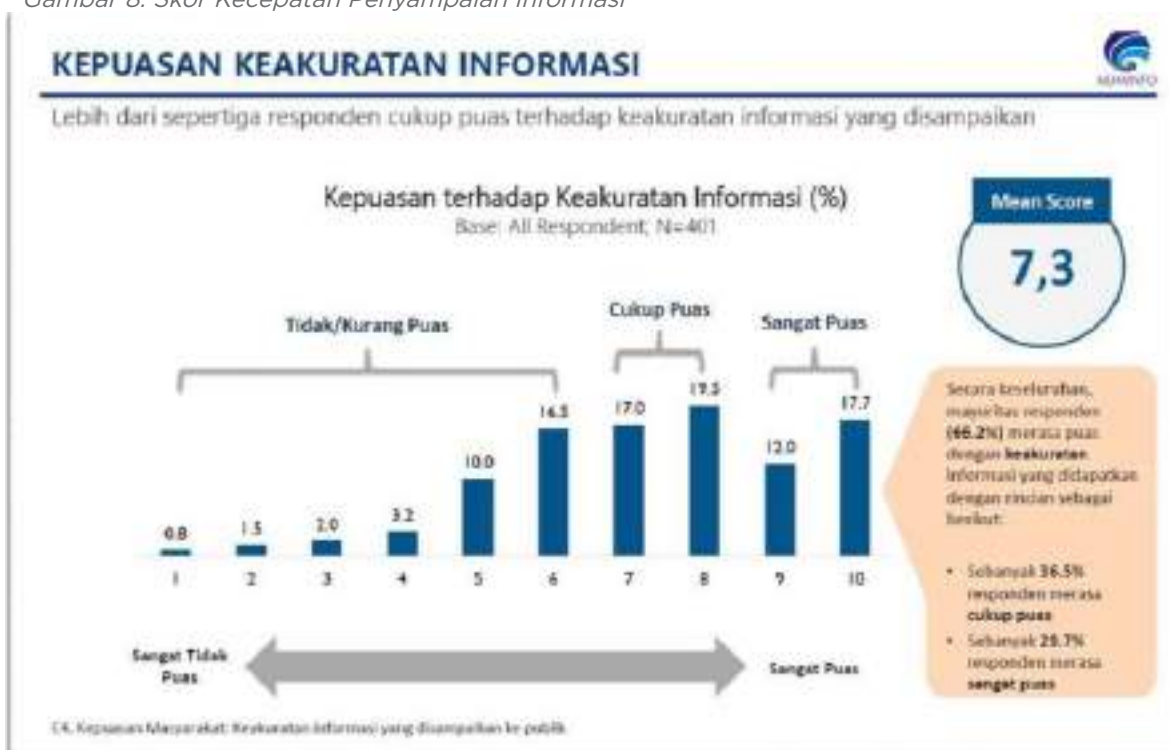 Gambar 8. Skor Kecepatan Penyampaian Informasi
KEPUASAN KEAKURATAN INFORMASI
KOMINFO
Lebih dari sepertiga responden cukup puas terhadap keakuratan informasi yang disampaikan
Kepuasan terhadap Keakuratan Informasi (%)
Base: All Respondent; N=401
Mean Score
7,3
Tidak/Kurang Puas
Cukup Puas
Sangat Puas
0.8
1.5
2.0
3.2
10.0
16.5
17.0
19.5
12.0
17.7
1 2 3 4 5 6 7 8 9 10
Sangat Tidak
Puas
Sangat Puas
Secara keseluruhan,
mayoritas responden
(66.2%) merasa puas
dengan keakuratan
informasi yang didapatkan
dengan rincian sebagai
berikut:
• Sebanyak 36.5%
responden merasa
cukup puas
• Sebanyak 29.7%
responden merasa
sangat puas
C4. Kepuasan Masyarakat: Keakuratan informasi yang disampaikan ke publik